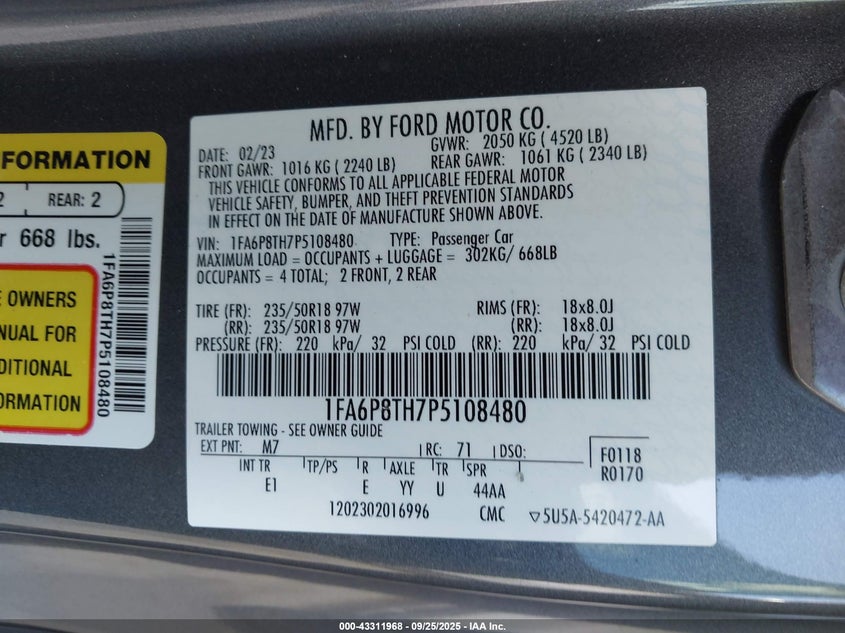 FORMATION
2 REAR: 2
r 668 lbs.
E OWNERS
NUAL FOR
DITIONAL
ORMATION
1FA6P8TH7P5108480
MFD. BY FORD MOTOR CO.
DATE: 02/23 GVWR: 2050 KG ( 4520 LB)
FRONT GAWR: 1016 KG ( 2240 LB) REAR GAWR: 1061 KG ( 2340 LB)
THIS VEHICLE CONFORMS TO ALL APPLICABLE FEDERAL MOTOR
VEHICLE SAFETY, BUMPER, AND THEFT PREVENTION STANDARDS
IN EFFECT ON THE DATE OF MANUFACTURE SHOWN ABOVE.
VIN: 1FA6P8TH7P5108480 TYPE: Passenger Car
MAXIMUM LOAD = OCCUPANTS + LUGGAGE = 302KG/ 668LB
OCCUPANTS = 4 TOTAL; 2 FRONT, 2 REAR
TIRE (FR): 235/50R18 97W RIMS (FR): 18x8.0J
(RR): 235/50R18 97W (RR): 18x8.0J
PRESSURE (FR): 220 kPa/ 32 PSI COLD (RR): 220 kPa/ 32 PSI COLD
1FA6P8TH7P5108480
TRAILER TOWING - SEE OWNER GUIDE
EXT PNT: M7 RC: 71 DSO: F0118
R0170
INT TR TP/PS R AXLE TR SPR
E1 E YY U 44AA
1202302016996 CMC ▽5U5A-5420472-AA
000-43311968 | 09/25/2025 | IAA Inc.